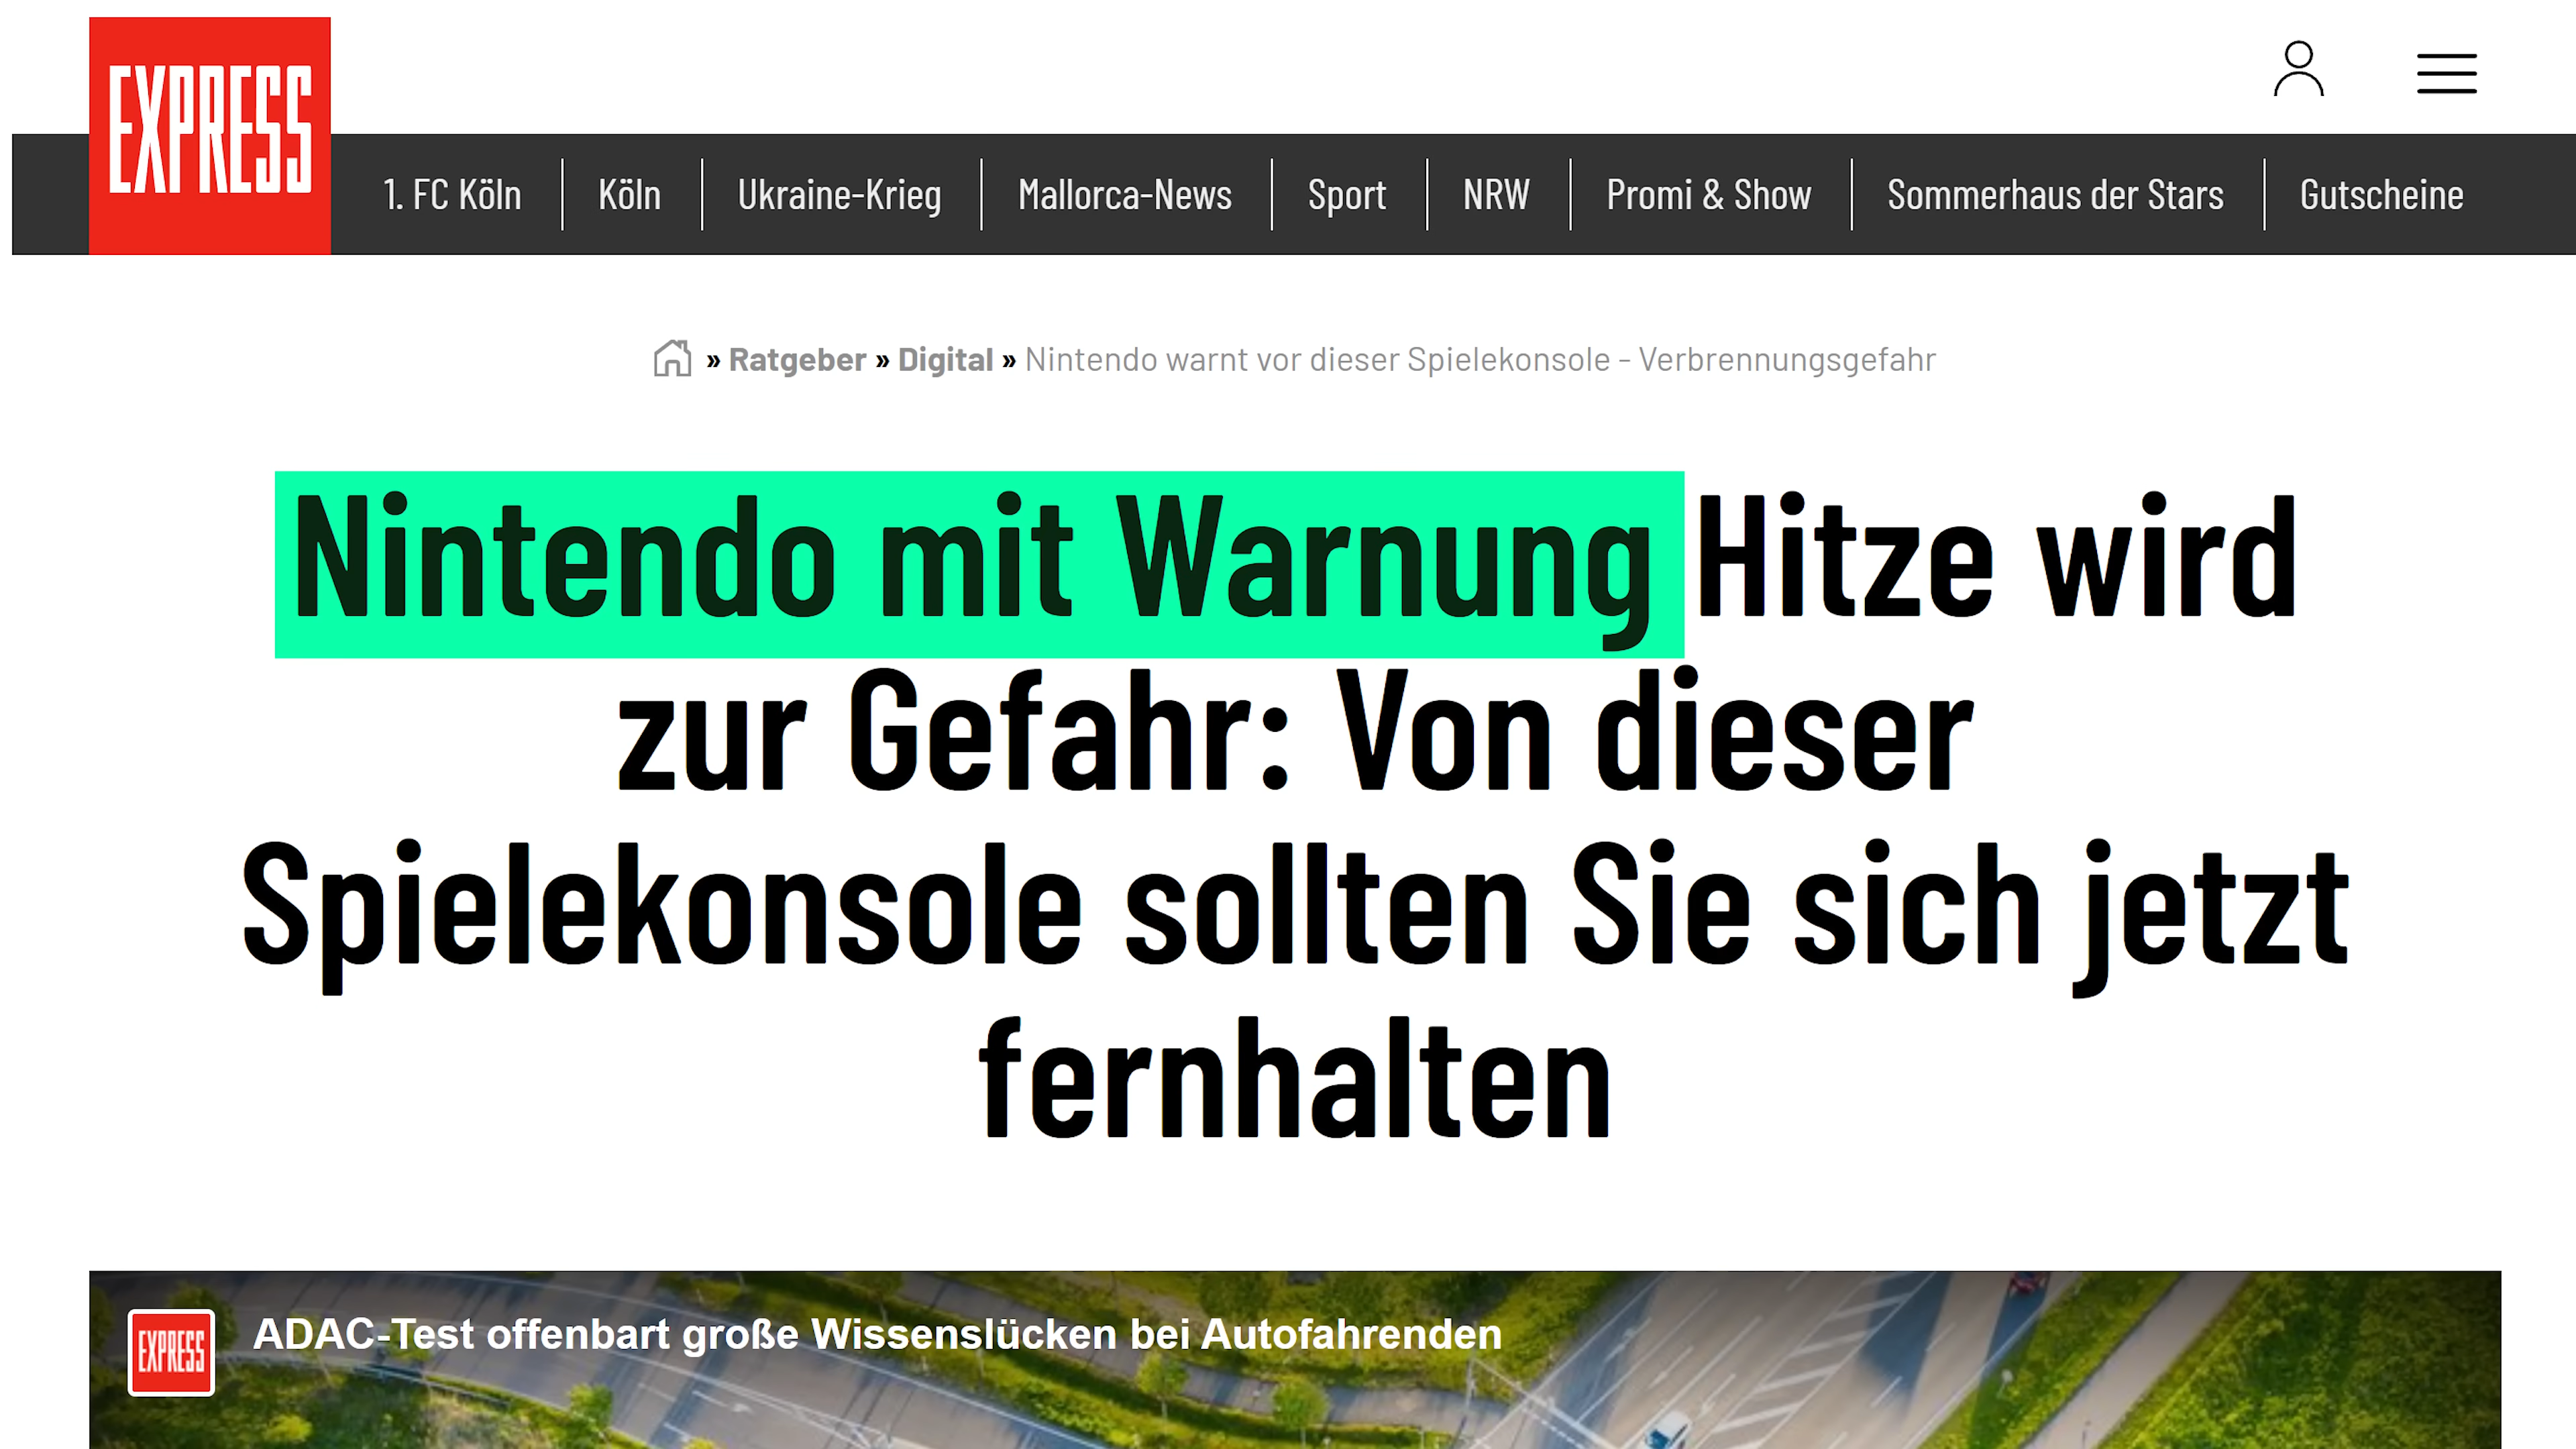 EXPRESS
1. FC Köln Köln Ukraine-Krieg Mallorca-News Sport NRW Promi & Show Sommerhaus der Stars Gutscheine
» Ratgeber » Digital » Nintendo warnt vor dieser Spielekonsole - Verbrennungsgefahr
Nintendo mit Warnung Hitze wird
zur Gefahr: Von dieser
Spielekonsole sollten Sie sich jetzt
fernhalten
EXPRESS ADAC-Test offenbart große Wissenslücken bei Autofahrenden